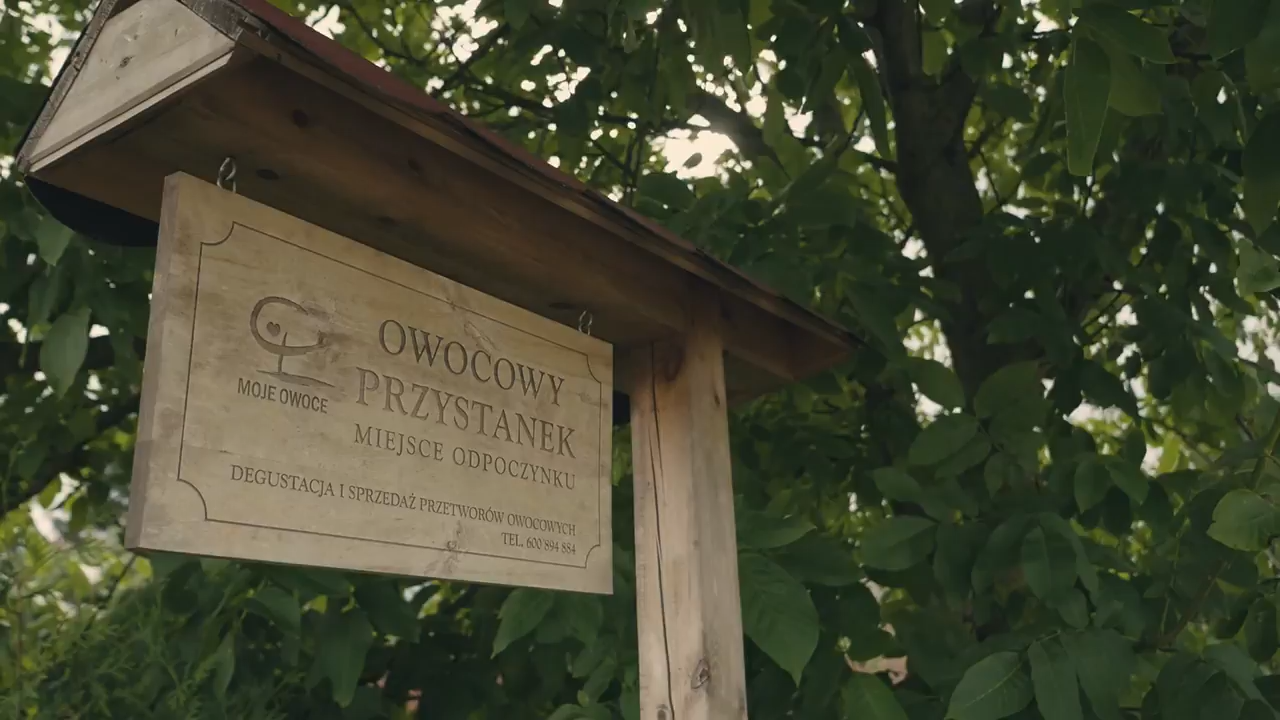 MOJE OWOCE
OWOCOWY
PRZYSTANEK
MIEJSCE ODPOCZYNKU
DEGUSTACJA I SPRZEDAŻ PRZETWORÓW OWOCOWYCH
TEL. 600 894 884